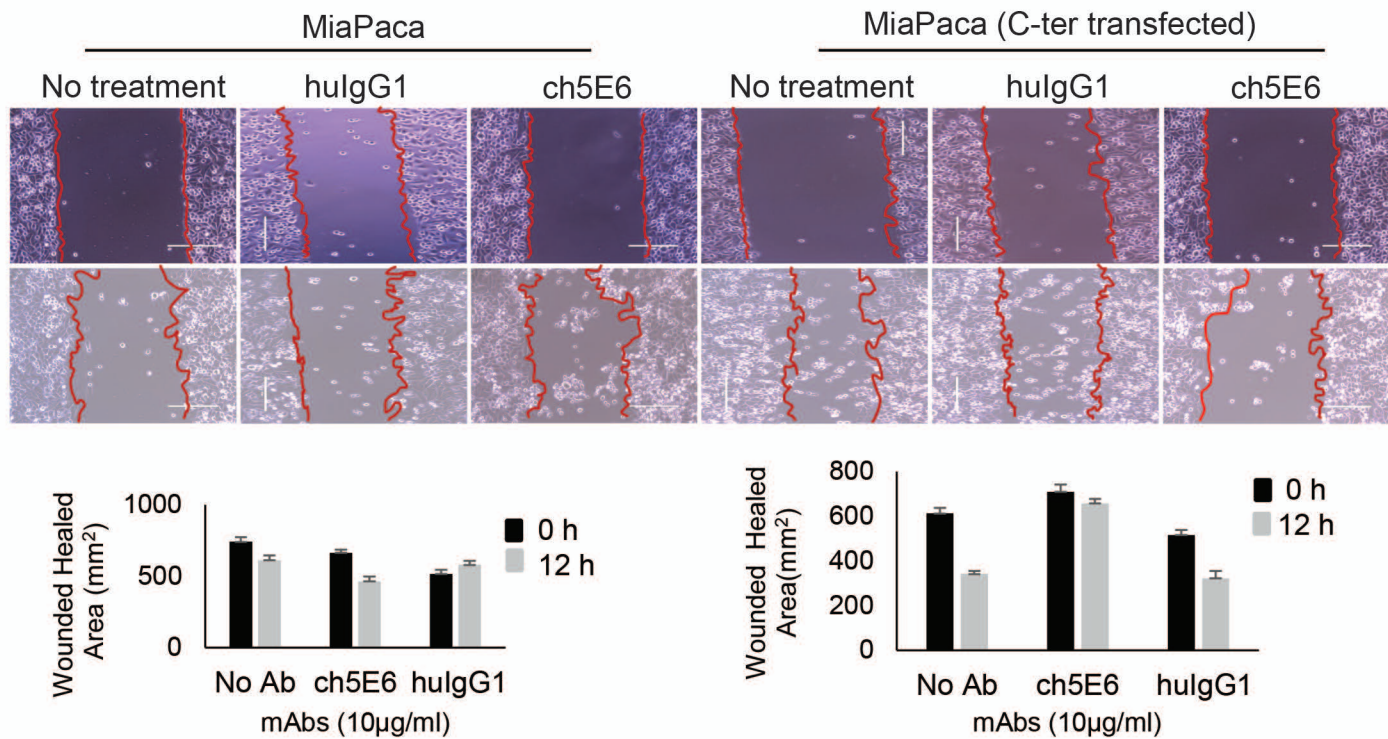 MiaPaca
MiaPaca (C-ter transfected)
No treatment
huIgG1
ch5E6
No treatment
huIgG1
ch5E6
Wounded Healed
Area (mm²)
1000
500
0
0 h
12 h
No Ab
ch5E6
huIgG1
mAbs (10µg/ml)
Wounded Healed
Area(mm²)
800
600
400
200
0
0 h
12 h
No Ab
ch5E6
huIgG1
mAbs (10µg/ml)